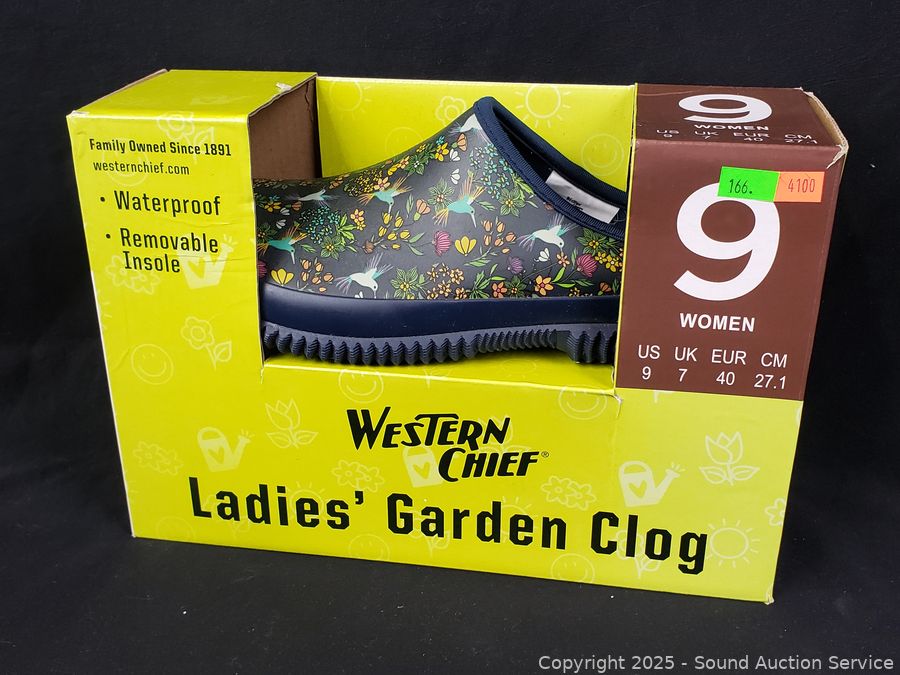 Family Owned Since 1891
westernchief.com
• Waterproof
• Removable
Insole
9
WOMEN
US UK EUR CM
9 7 40 27.1
166.
4100
9
WOMEN
US UK EUR CM
9 7 40 27.1
WESTERN
CHIEF®
Ladies' Garden Clog
Copyright © 2025 - Sound Auction Service